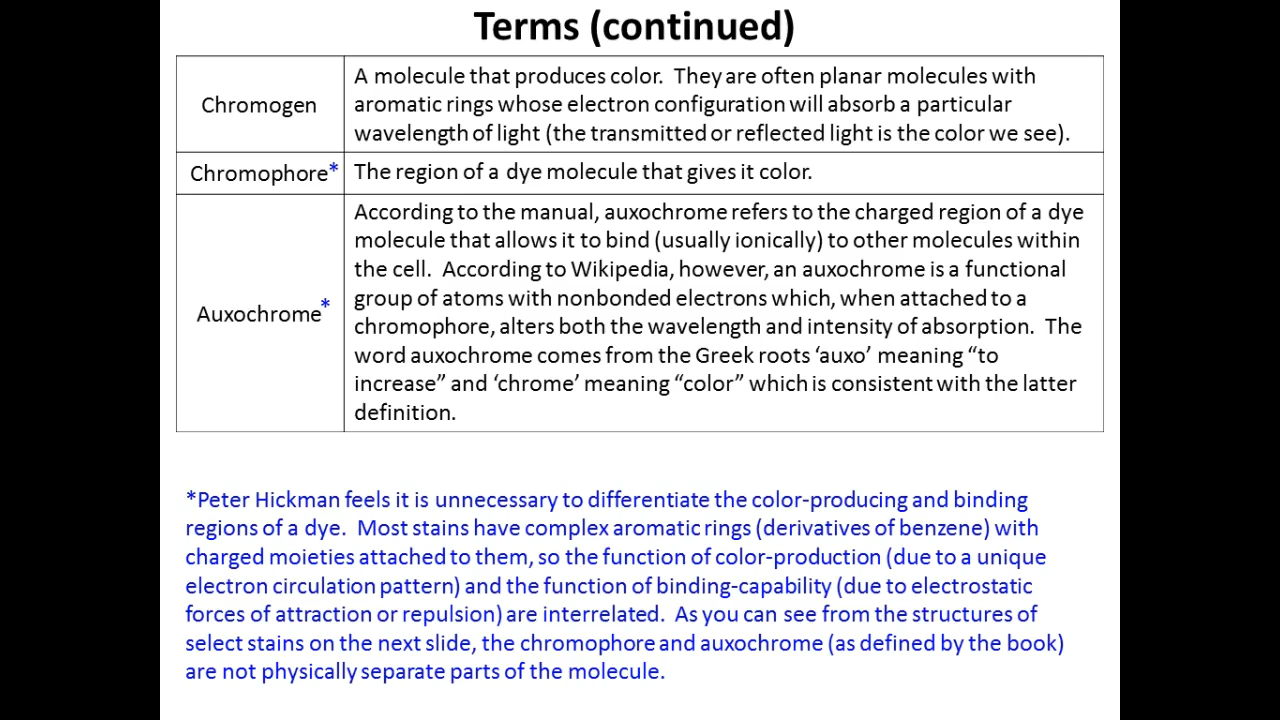 Terms (continued)
Chromogen
A molecule that produces color. They are often planar molecules with
aromatic rings whose electron configuration will absorb a particular
wavelength of light (the transmitted or reflected light is the color we see).
Chromophore*
The region of a dye molecule that gives it color.
Auxochrome*
According to the manual, auxochrome refers to the charged region of a dye
molecule that allows it to bind (usually ionically) to other molecules within
the cell. According to Wikipedia, however, an auxochrome is a functional
group of atoms with nonbonded electrons which, when attached to a
chromophore, alters both the wavelength and intensity of absorption. The
word auxochrome comes from the Greek roots ‘auxo’ meaning “to
increase” and ‘chrome’ meaning “color” which is consistent with the latter
definition.
*Peter Hickman feels it is unnecessary to differentiate the color-producing and binding
regions of a dye. Most stains have complex aromatic rings (derivatives of benzene) with
charged moieties attached to them, so the function of color-production (due to a unique
electron circulation pattern) and the function of binding-capability (due to electrostatic
forces of attraction or repulsion) are interrelated. As you can see from the structures of
select stains on the next slide, the chromophore and auxochrome (as defined by the book)
are not physically separate parts of the molecule.